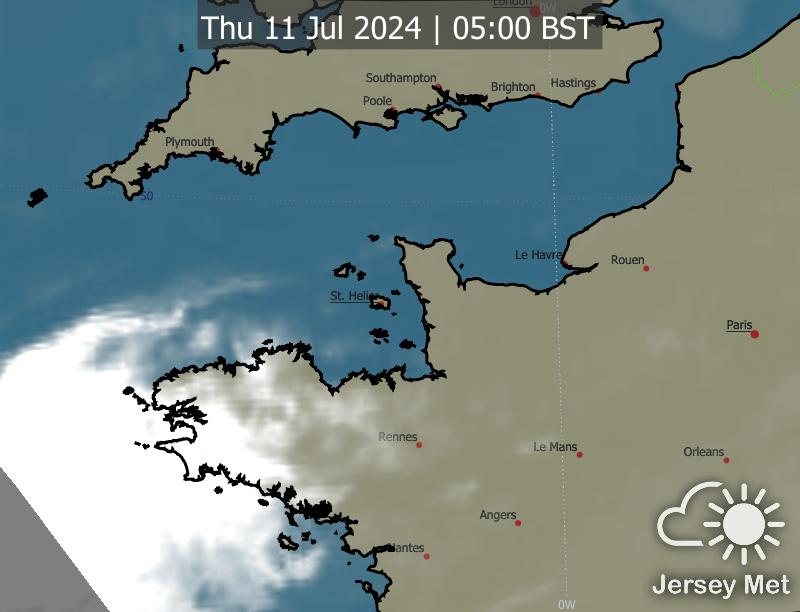 London
0W
Thu 11 Jul 2024 | 05:00 BST
Southampton
Brighton
Hastings
Poole
Plymouth
50
Le Havre
Rouen
St. Helier
Paris
Rennes
Le Mans
Orleans
Angers
Nantes
Jersey Met
0W